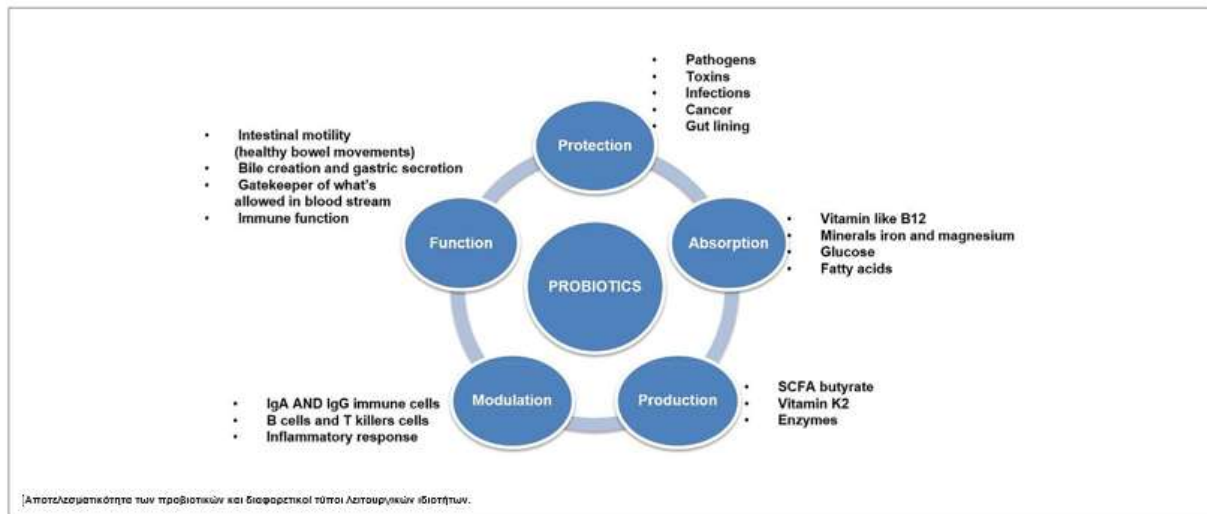 • Pathogens
• Toxins
• Infections
• Cancer
• Gut lining
Protection
• Intestinal motility
(healthy bowel movements)
• Bile creation and gastric secretion
• Gatekeeper of what's
allowed in blood stream
• Immune function
Function
Absorption
• Vitamin like B12
• Minerals iron and magnesium
• Glucose
• Fatty acids
PROBIOTICS
Modulation
• IgA AND IgG immune cells
• B cells and T killers cells
• Inflammatory response
Production
• SCFA butyrate
• Vitamin K2
• Enzymes
Αποτελεσματικότητα των προβιοτικών και διαφορετικοί τύποι λειτουργικών ιδιοτήτων.